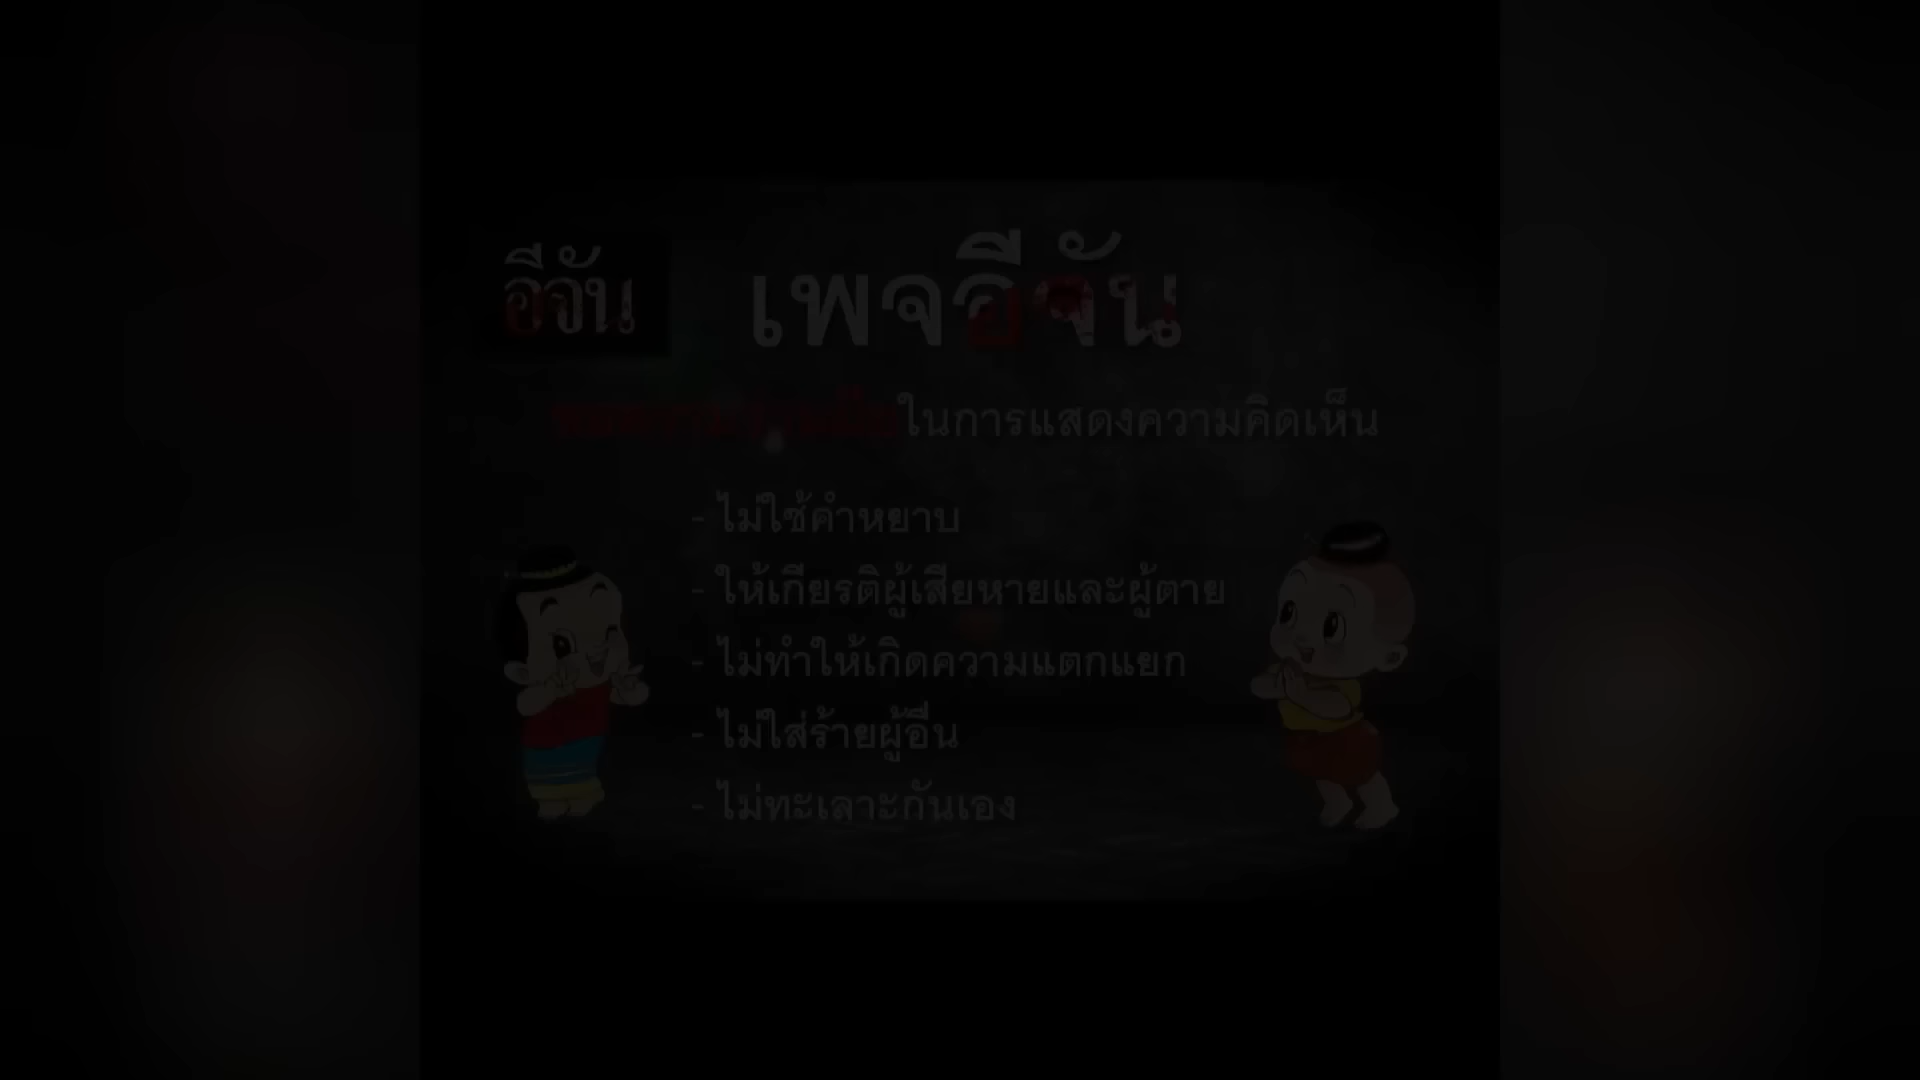 อีจัน
เพจอีจัน
ในการแสดงความคิดเห็น
- ไม่ใช้คำหยาบ
- ให้เกียรติผู้เสียหายและผู้ตาย
- ไม่ทำให้เกิดความแตกแยก
- ไม่ใส่ร้ายผู้อื่น
- ไม่ทะเลาะกันเอง